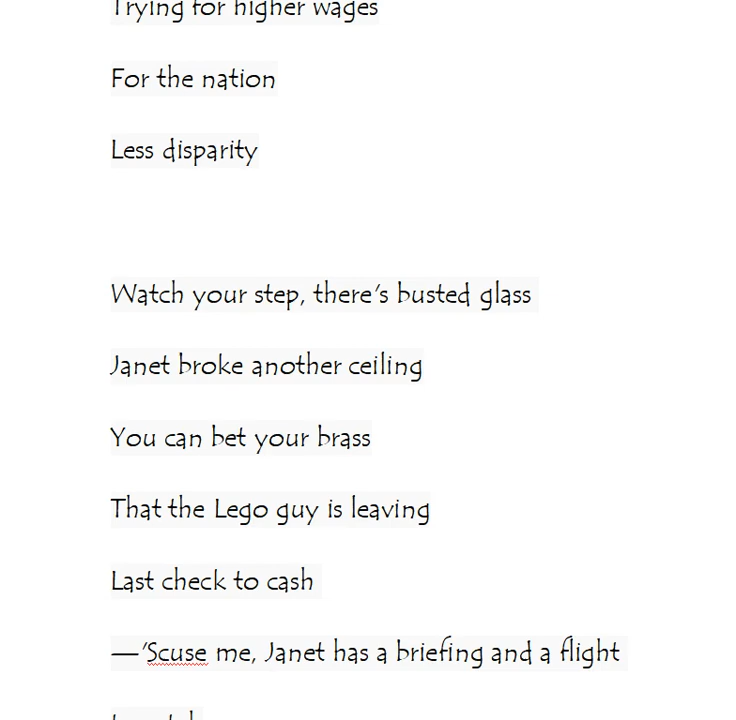 Trying for higher wages
For the nation
Less disparity
Watch your step, there's busted glass
Janet broke another ceiling
You can bet your brass
That the Lego guy is leaving
Last check to cash
—'Scuse me, Janet has a briefing and a flight